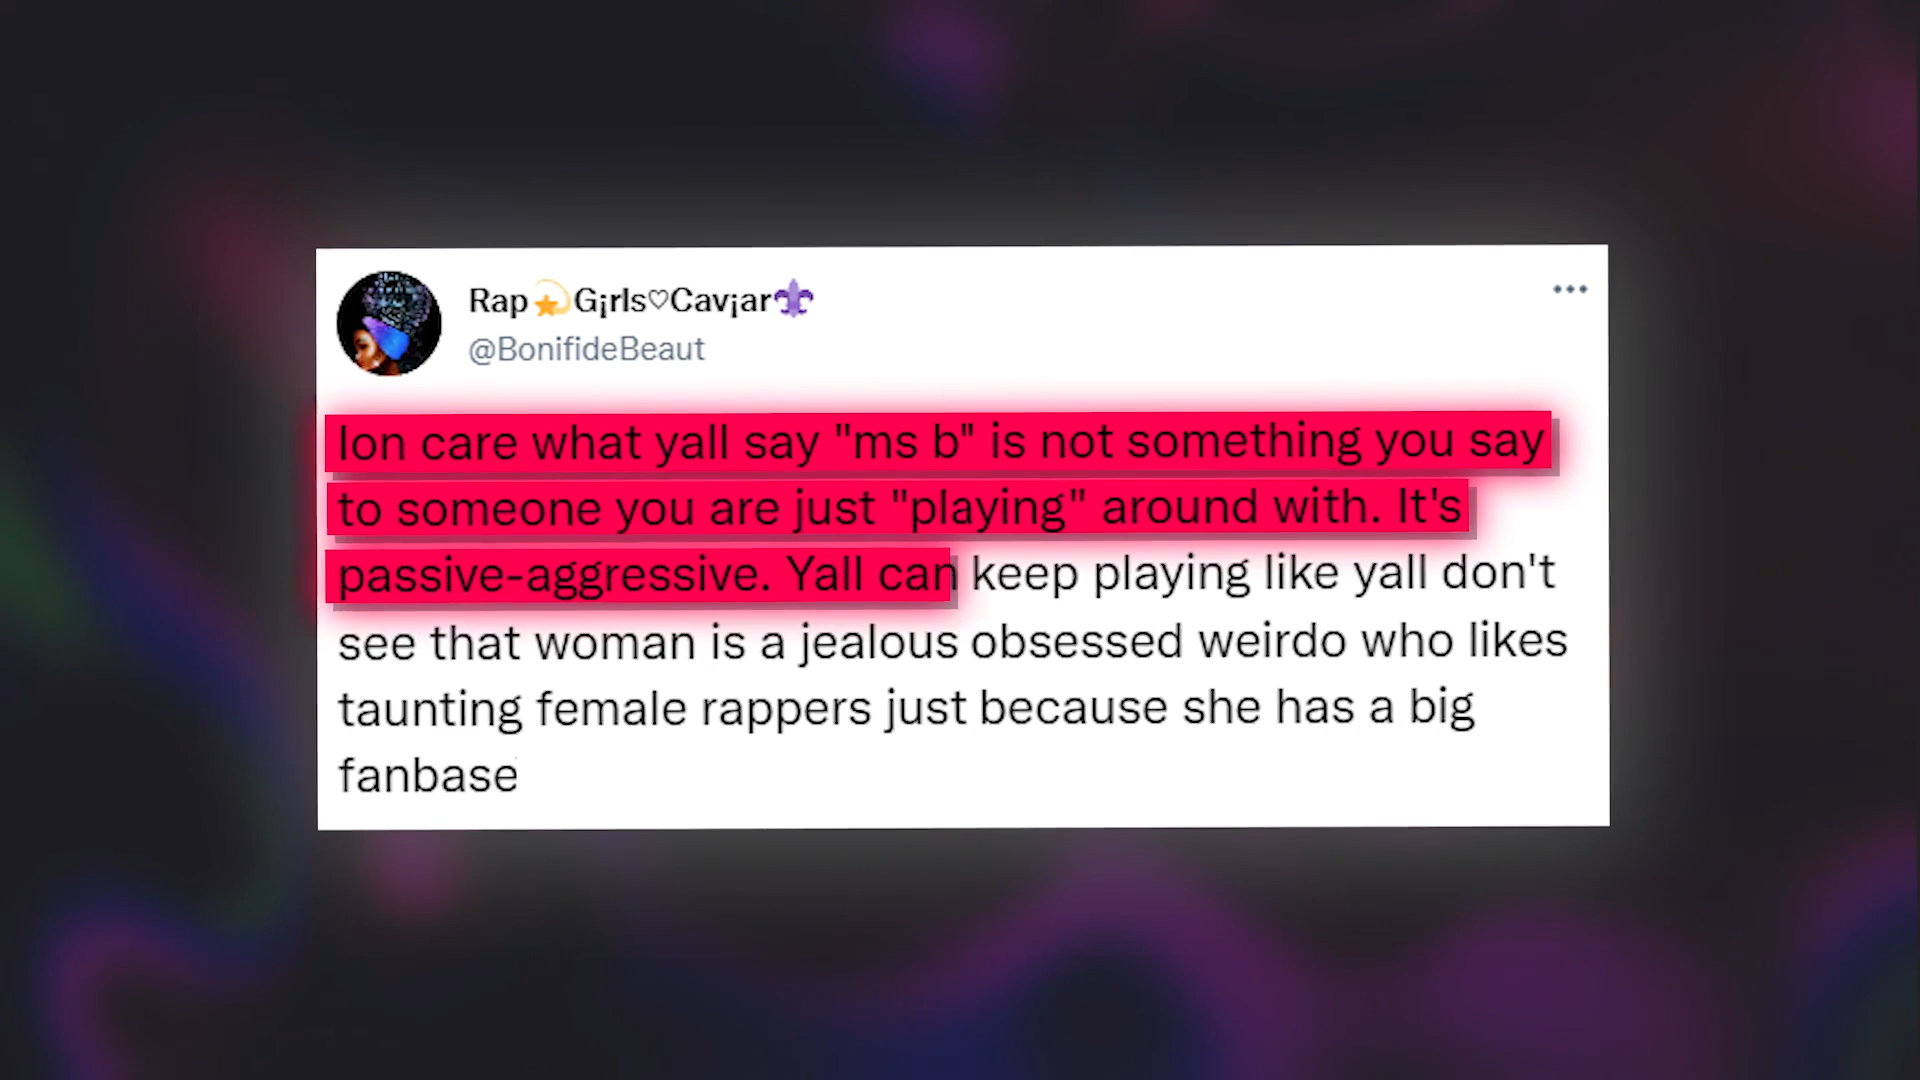 Rap💫G¡rls♡Cav¡ar⚜
@BonifideBeaut
Ion care what yall say "ms b" is not something you say
to someone you are just "playing" around with. It's
passive-aggressive. Yall can keep playing like yall don't
see that woman is a jealous obsessed weirdo who likes
taunting female rappers just because she has a big
fanbase